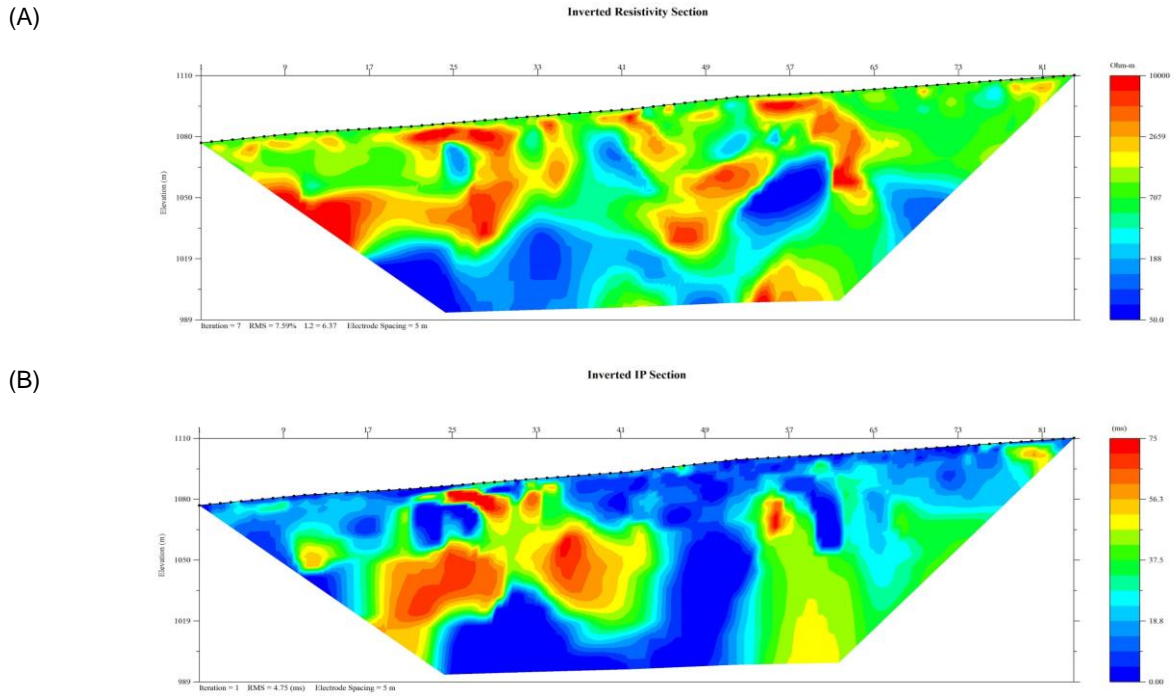 (A)
Inverted Resistivity Section
Ohm-m
1 9 17 25 33 41 49 57 65 73 81
1110 10000
1080 2659
Elevation (m)
1050 707
1019 188
989 50.0
Iteration = 7 RMS = 7.59% L2 = 6.37 Electrode Spacing = 5 m
(B)
Inverted IP Section
(ms)
1 9 17 25 33 41 49 57 65 73 81
1110 75
1080 56.3
Elevation (m)
1050 37.5
1019 18.8
989 0.00
Iteration = 1 RMS = 4.75 (ms) Electrode Spacing = 5 m